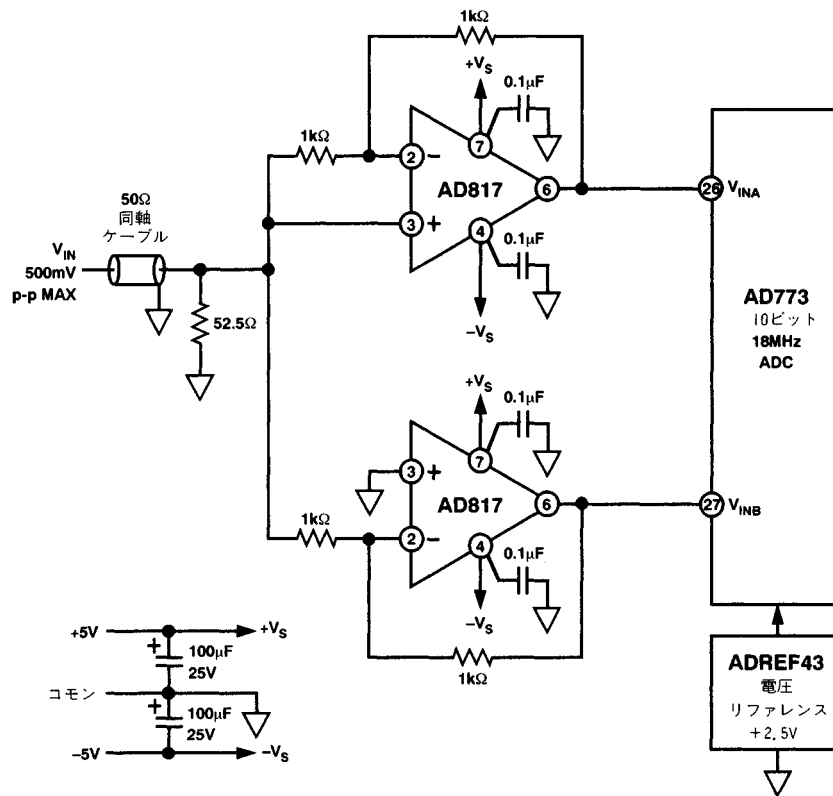 1kΩ
+VS
0.1µF
1kΩ
2
−
7
AD817
6
3
+
4
0.1µF
−VS
50Ω
同軸
ケーブル
VIN
500mV
p-p MAX
52.5Ω
26
VINA
AD773
10ビット
18MHz
ADC
+VS
0.1µF
3
+
7
AD817
6
1kΩ
2
−
4
0.1µF
−VS
1kΩ
27
VINB
+5V
+VS
+
100µF
25V
コモン
+
100µF
25V
−5V
−VS
ADREF43
電圧
リファレンス
+2.5V